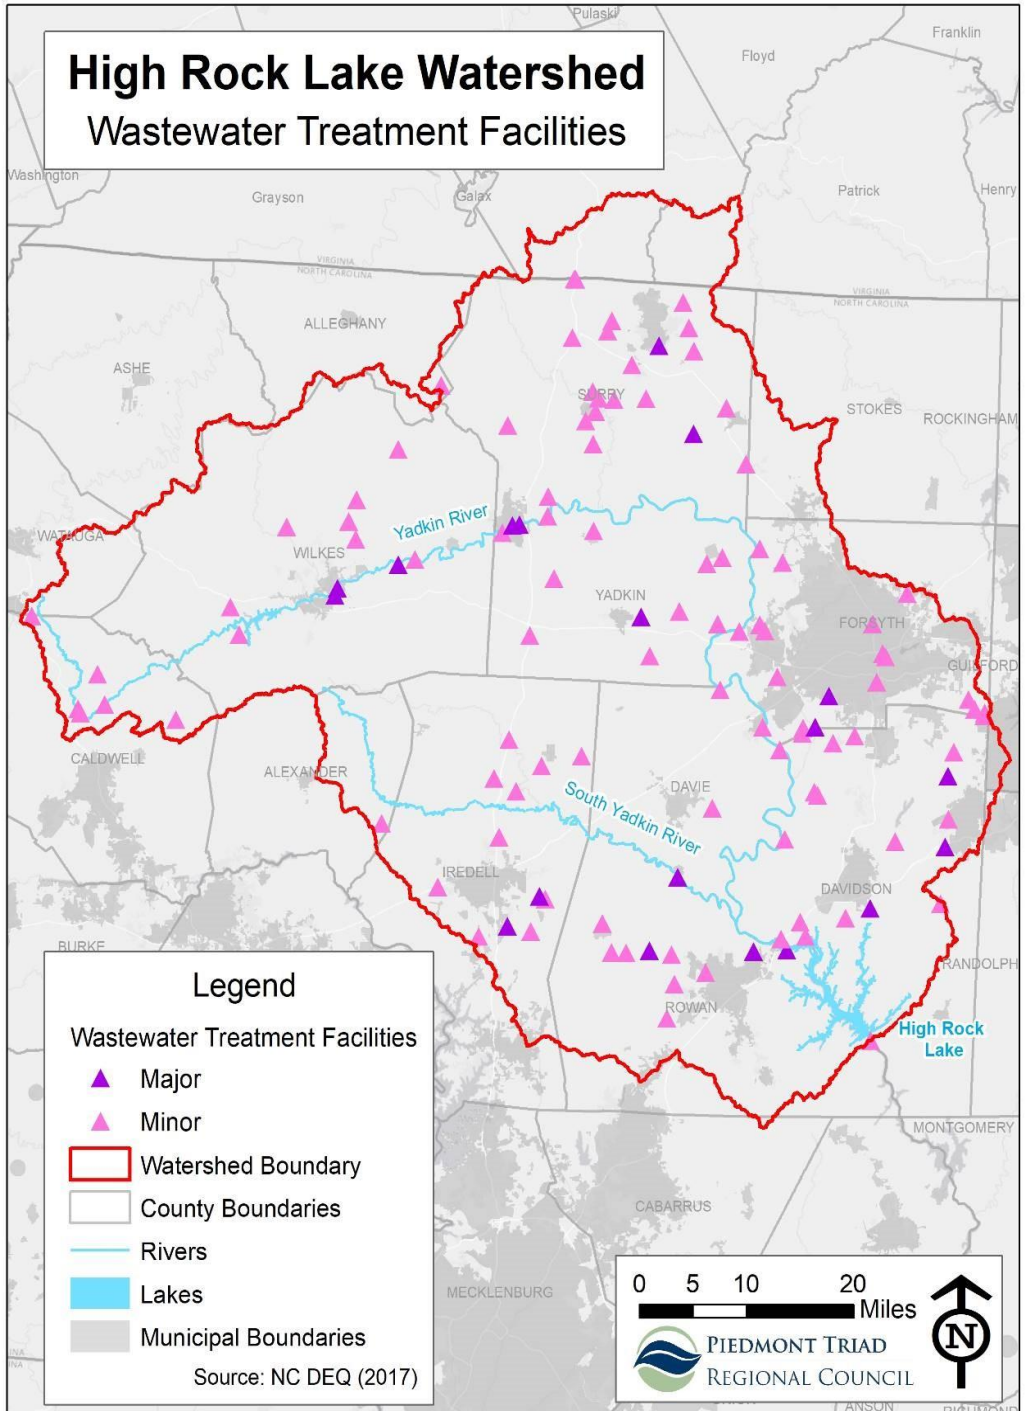 Pulaski
Franklin
Floyd
High Rock Lake Watershed
Wastewater Treatment Facilities
Washington
Grayson
Galax
Patrick
Henry
VIRGINIA
NORTH CAROLINA
VIRGINIA
NORTH CAROLINA
ALLEGHANY
ASHE
SURRY
STOKES
ROCKINGHAM
WATAUGA
Yadkin River
WILKES
YADKIN
FORSYTH
GUILFORD
CALDWELL
ALEXANDER
DAVIE
South Yadkin River
IREDELL
DAVIDSON
BURKE
RANDOLPH
ROWAN
High Rock
Lake
MONTGOMERY
CABARRUS
MECKLENBURG
Legend
Wastewater Treatment Facilities
Major
Minor
Watershed Boundary
County Boundaries
Rivers
Lakes
Municipal Boundaries
Source: NC DEQ (2017)
0 5 10 20
Miles
N
PIEDMONT TRIAD
REGIONAL COUNCIL
ANSON